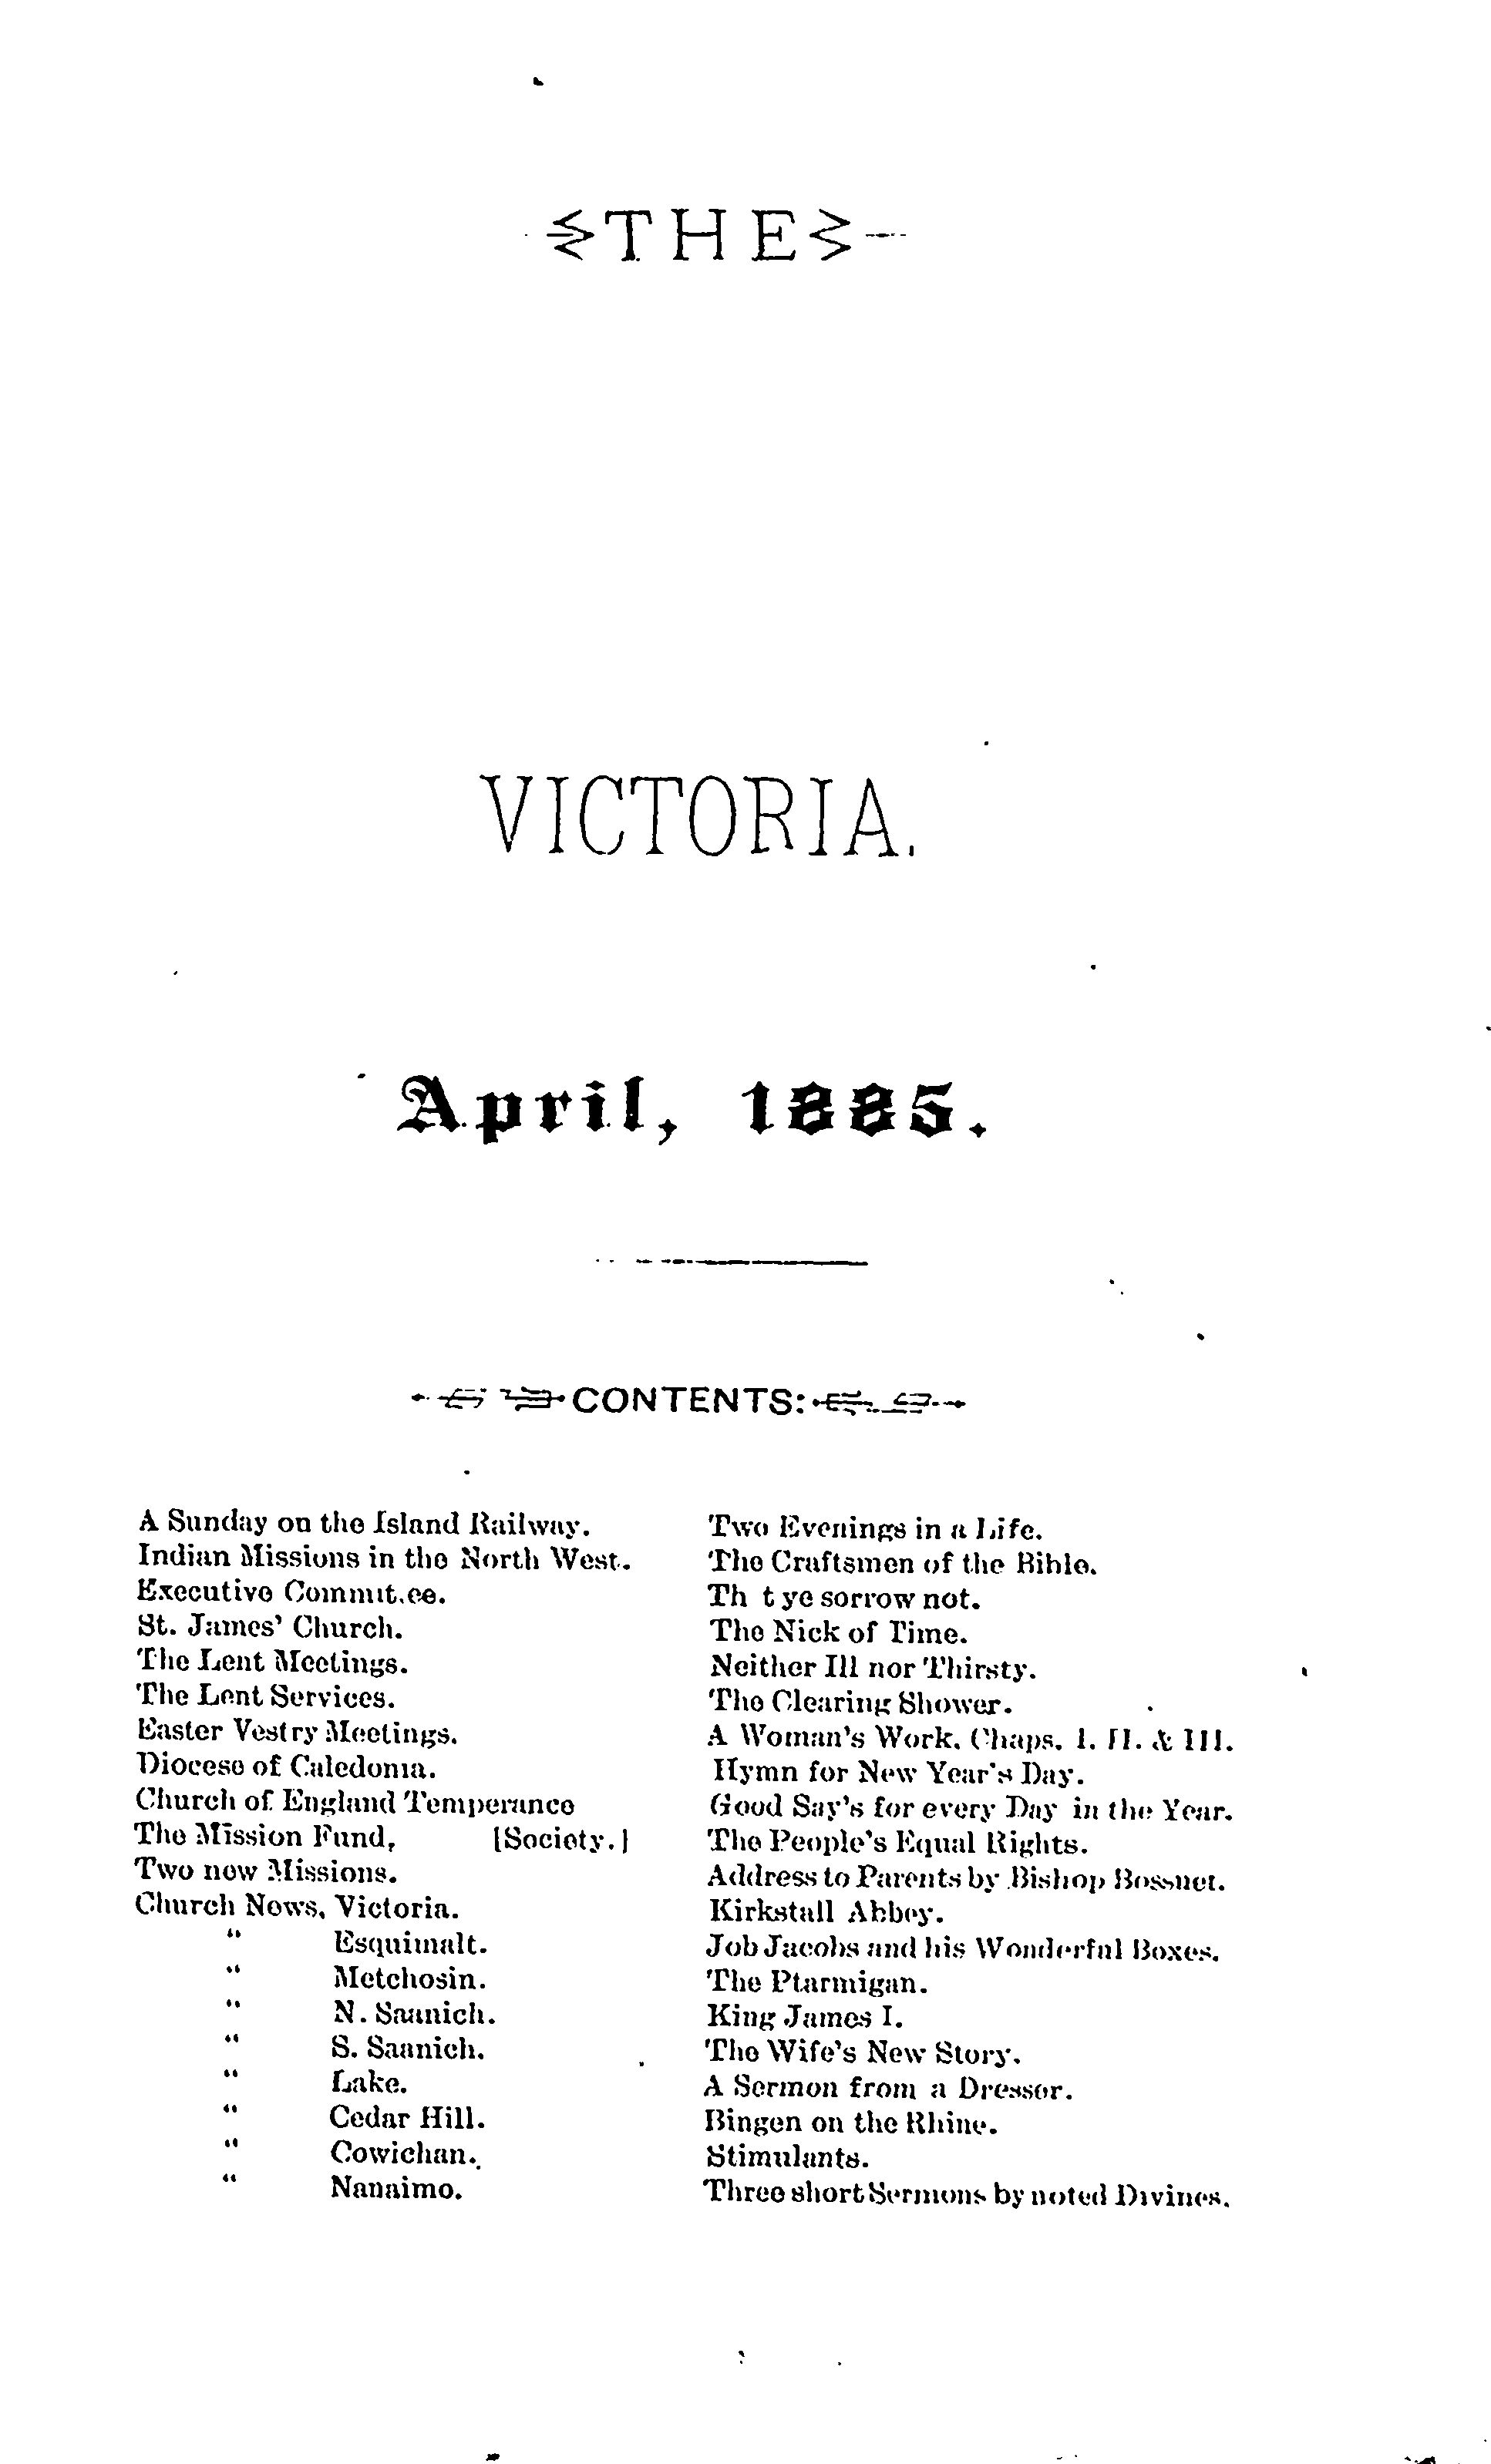 THE
VICTORIA.
April, 1885.
CONTENTS:
A Sunday on the Island Railway.
Indian Missions in the North West.
Executive Commit.ee.
St. James' Church.
The Lent Meetings.
The Lent Services.
Easter Vestry Meetings.
Diocese of Caledonia.
Church of England Temperance
The Mission Fund, [Society.]
Two new Missions.
Church News, Victoria.
" Esquimalt.
" Metchosin.
" N. Saanich.
" S. Saanich.
" Lake.
" Cedar Hill.
" Cowichan.
" Nanaimo.
Two Evenings in a Life.
The Craftsmen of the Bible.
Th t ye sorrow not.
The Nick of Time.
Neither Ill nor Thirsty.
The Clearing Shower.
A Woman's Work. Chaps. I. II. & III.
Hymn for New Year's Day.
Good Say's for every Day in the Year.
The People's Equal Rights.
Address to Parents by Bishop Bossuet.
Kirkstall Abbey.
Job Jacobs and his Wonderful Boxes.
The Ptarmigan.
King James I.
The Wife's New Story.
A Sermon from a Dresser.
Bingen on the Rhine.
Stimulants.
Three short Sermons by noted Divines.